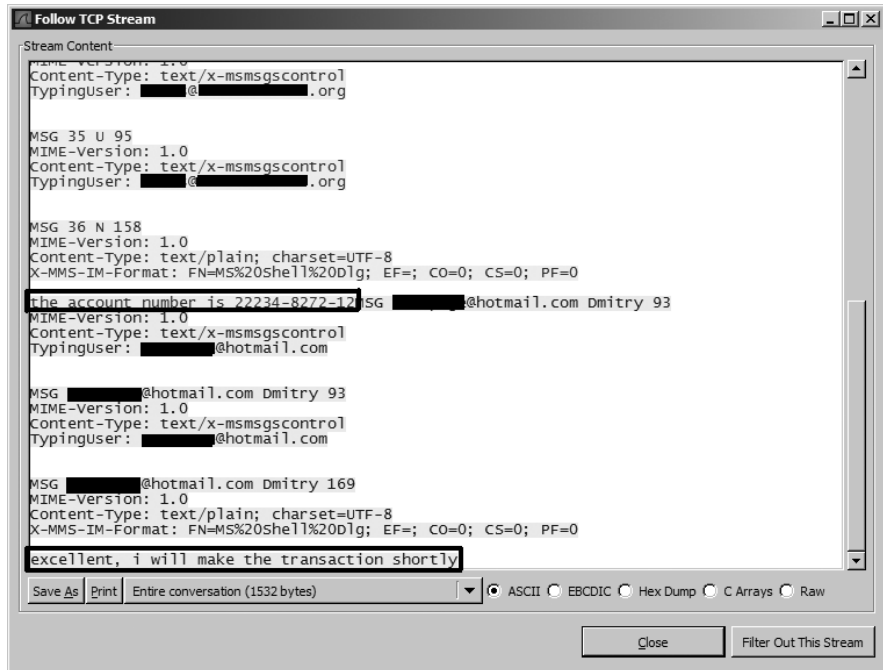 Follow TCP Stream
Stream Content
MIME-Version: 1.0
Content-Type: text/x-msmsgscontrol
TypingUser: @ .org
MSG 35 U 95
MIME-Version: 1.0
Content-Type: text/x-msmsgscontrol
TypingUser: @ .org
MSG 36 N 158
MIME-Version: 1.0
Content-Type: text/plain; charset=UTF-8
X-MMS-IM-Format: FN=MS%20Shell%20Dlg; EF=; CO=0; CS=0; PF=0
the account number is 22234-8272-12MSG @hotmail.com Dmitry 93
MIME-Version: 1.0
Content-Type: text/x-msmsgscontrol
TypingUser: @hotmail.com
MSG @hotmail.com Dmitry 93
MIME-Version: 1.0
Content-Type: text/x-msmsgscontrol
TypingUser: @hotmail.com
MSG @hotmail.com Dmitry 169
MIME-Version: 1.0
Content-Type: text/plain; charset=UTF-8
X-MMS-IM-Format: FN=MS%20Shell%20Dlg; EF=; CO=0; CS=0; PF=0
excellent, i will make the transaction shortly
Save As Print Entire conversation (1532 bytes) ASCII EBCDIC Hex Dump C Arrays Raw
Close Filter Out This Stream